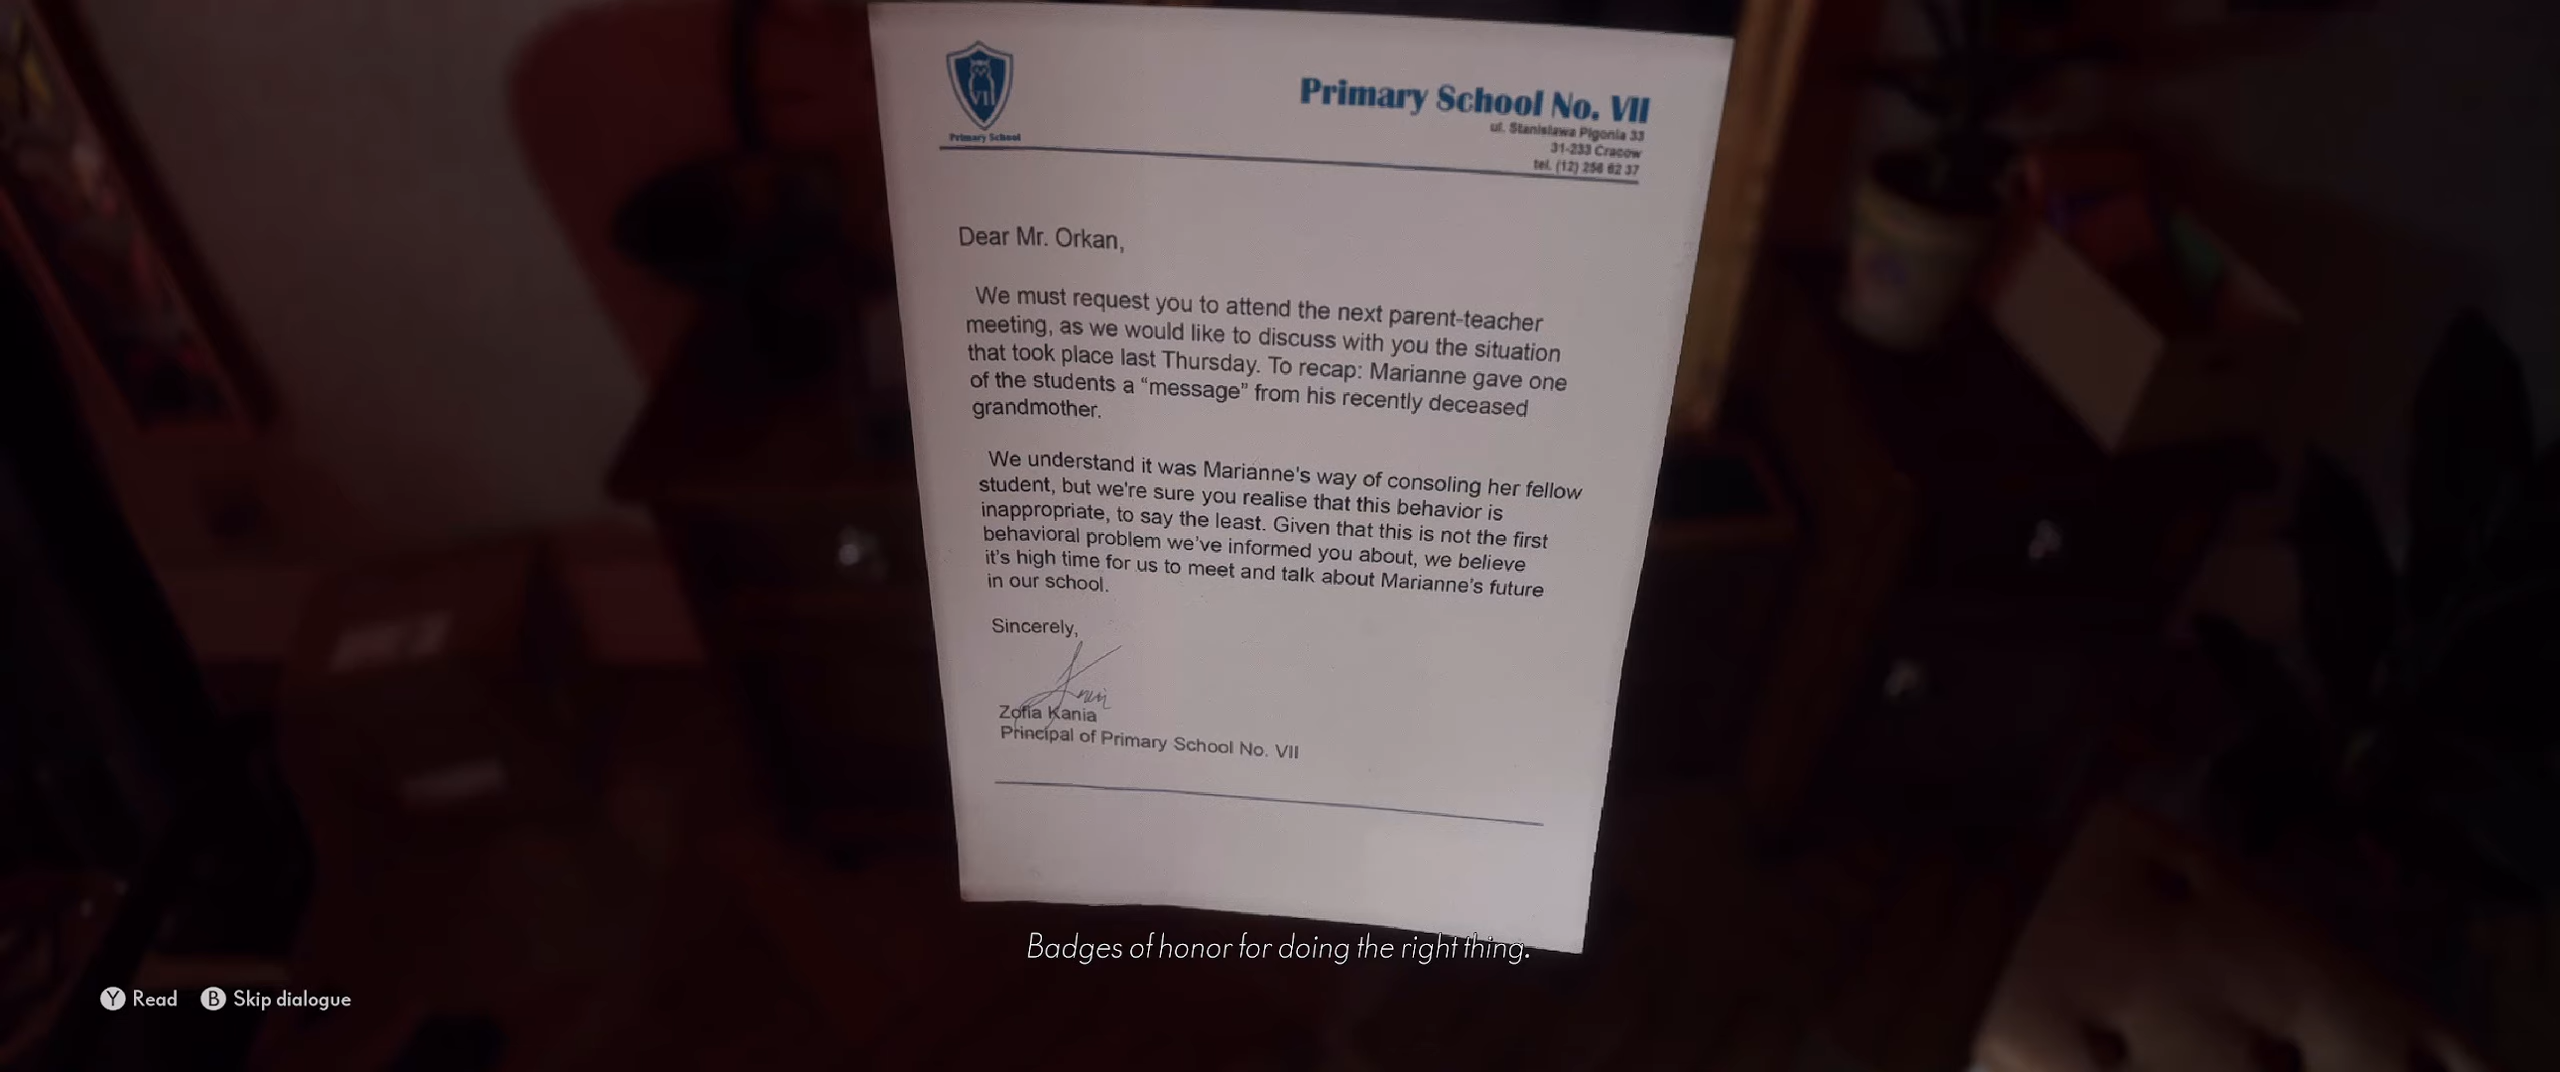 VII
Primary School
Primary School No. VII
ul. Stanislawa Pigonia 33
31-233 Cracow
tel. (12) 256 62 37
Dear Mr. Orkan,
We must request you to attend the next parent-teacher
meeting, as we would like to discuss with you the situation
that took place last Thursday. To recap: Marianne gave one
of the students a “message” from his recently deceased
grandmother.
We understand it was Marianne's way of consoling her fellow
student, but we're sure you realise that this behavior is
inappropriate, to say the least. Given that this is not the first
behavioral problem we've informed you about, we believe
it's high time for us to meet and talk about Marianne's future
in our school.
Sincerely,
Zofia Kania
Principal of Primary School No. VII
Badges of honor for doing the right thing.
Y Read B Skip dialogue